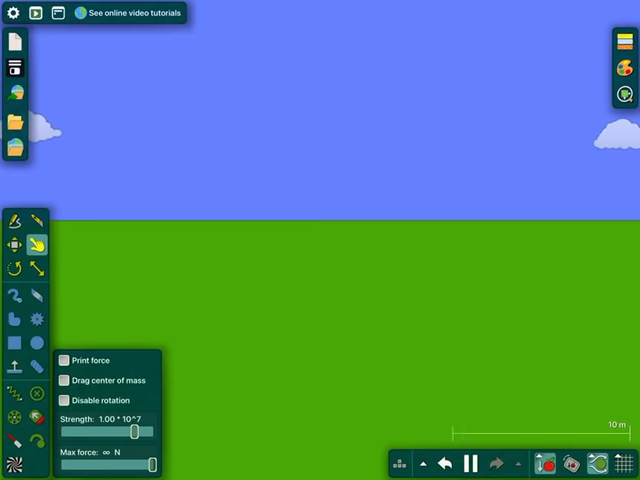 See online video tutorials
Print force
Drag center of mass
Disable rotation
Strength: 1.00 * 10^7
Max force: ∞ N
10 m